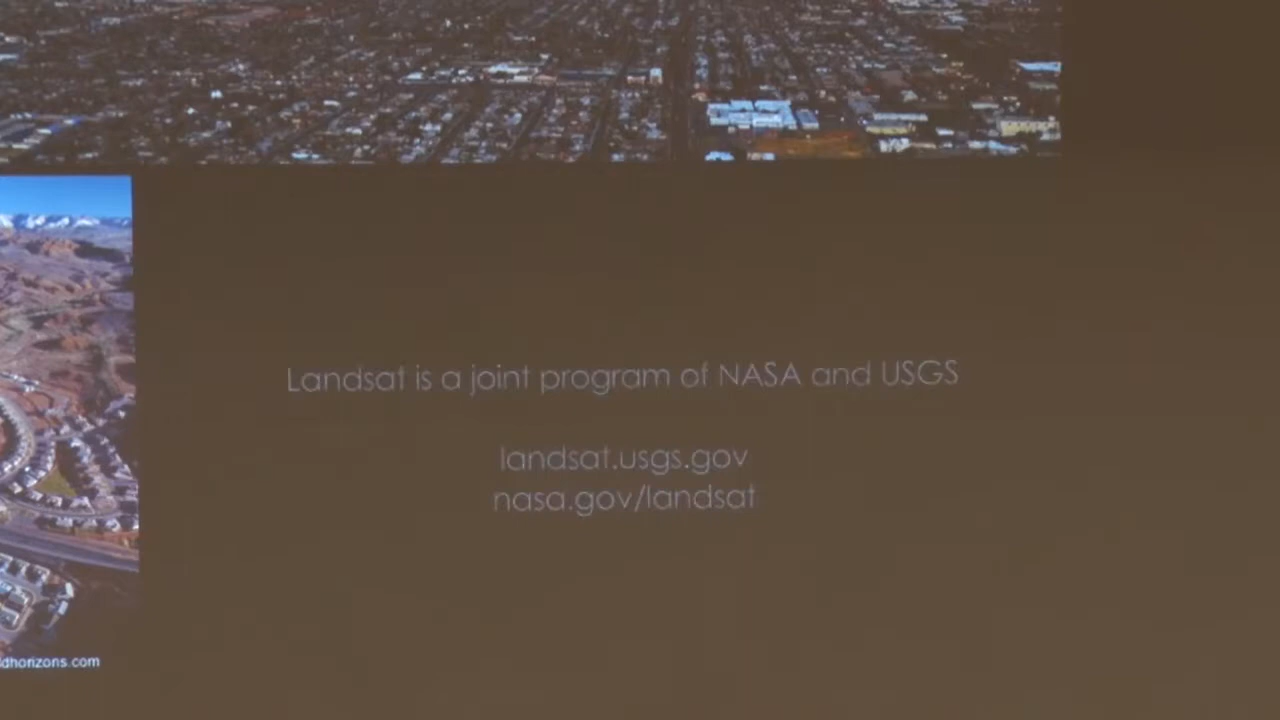 Landsat is a joint program of NASA and USGS
landsat.usgs.gov
nasa.gov/landsat
dhorizons.com